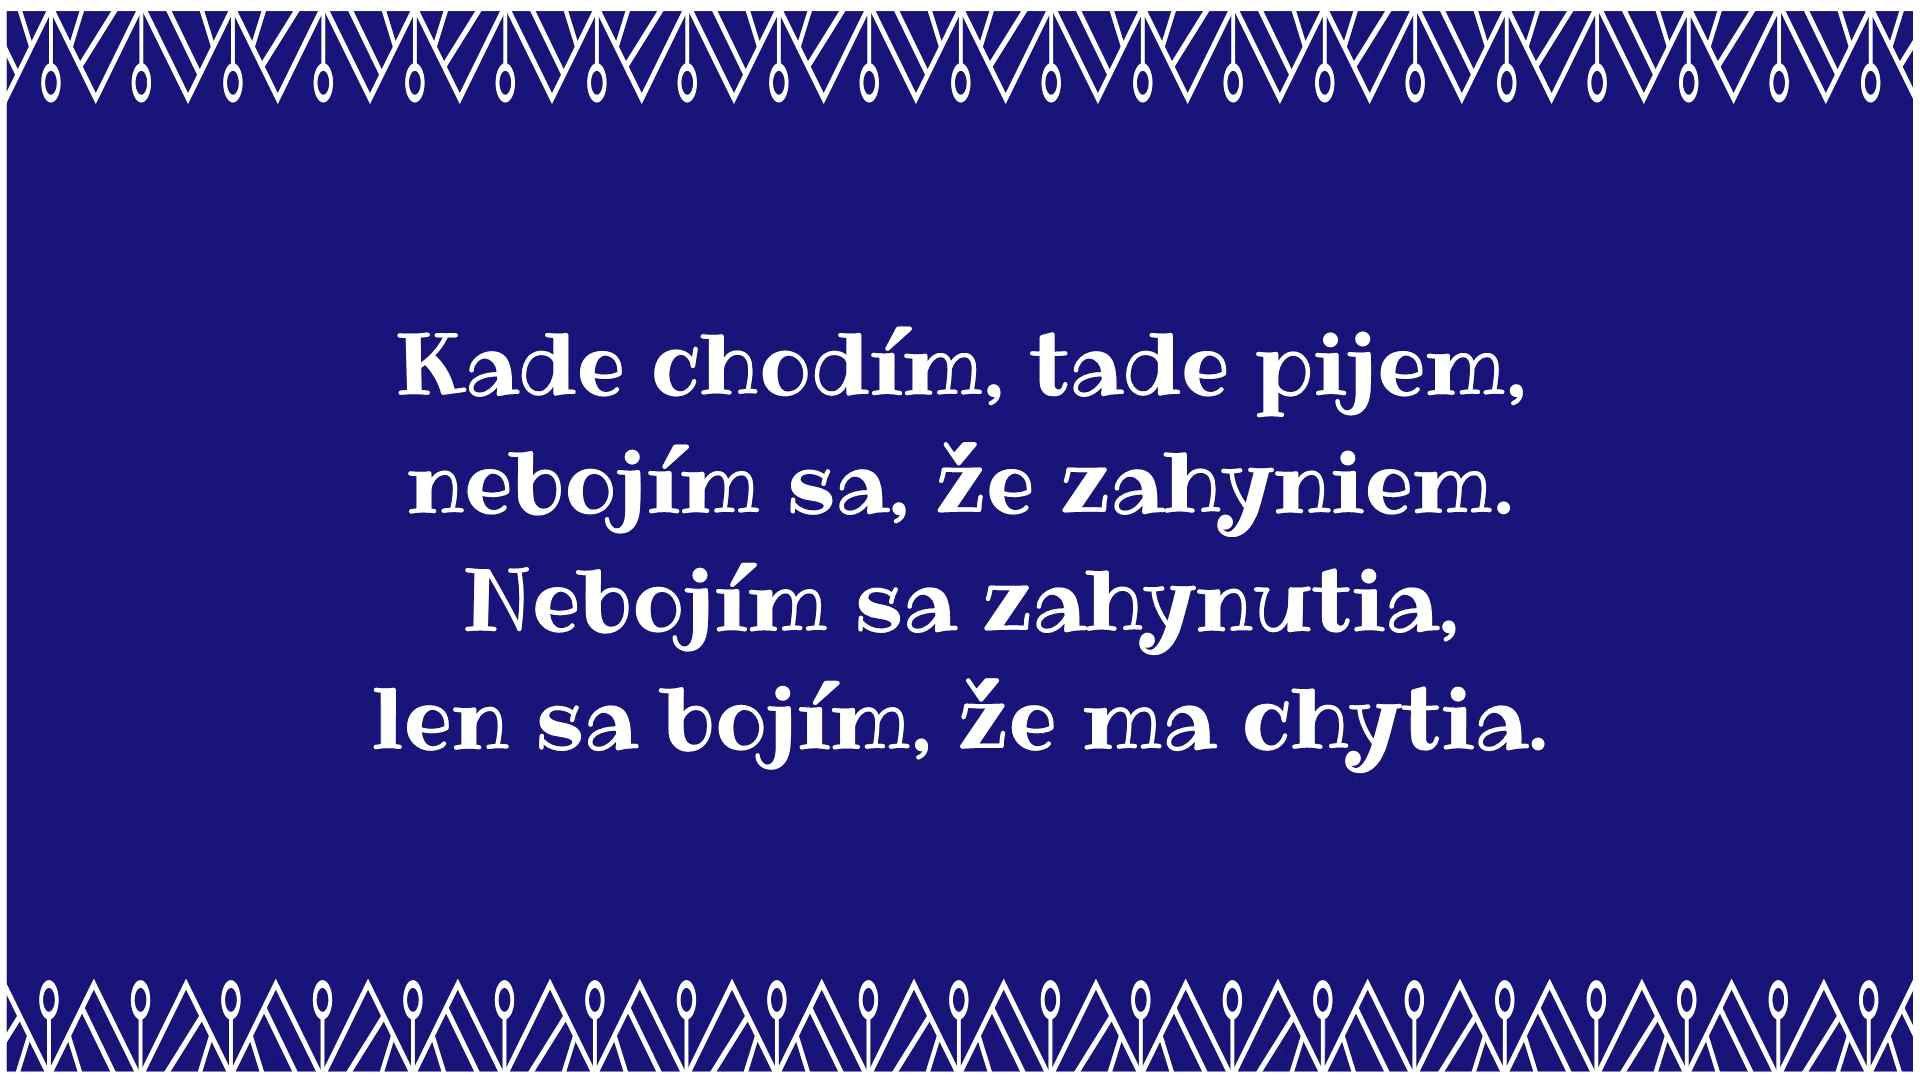 Kade chodím, tade pijem,
nebojím sa, že zahyniem.
Nebojím sa zahynutia,
len sa bojím, že ma chytia.